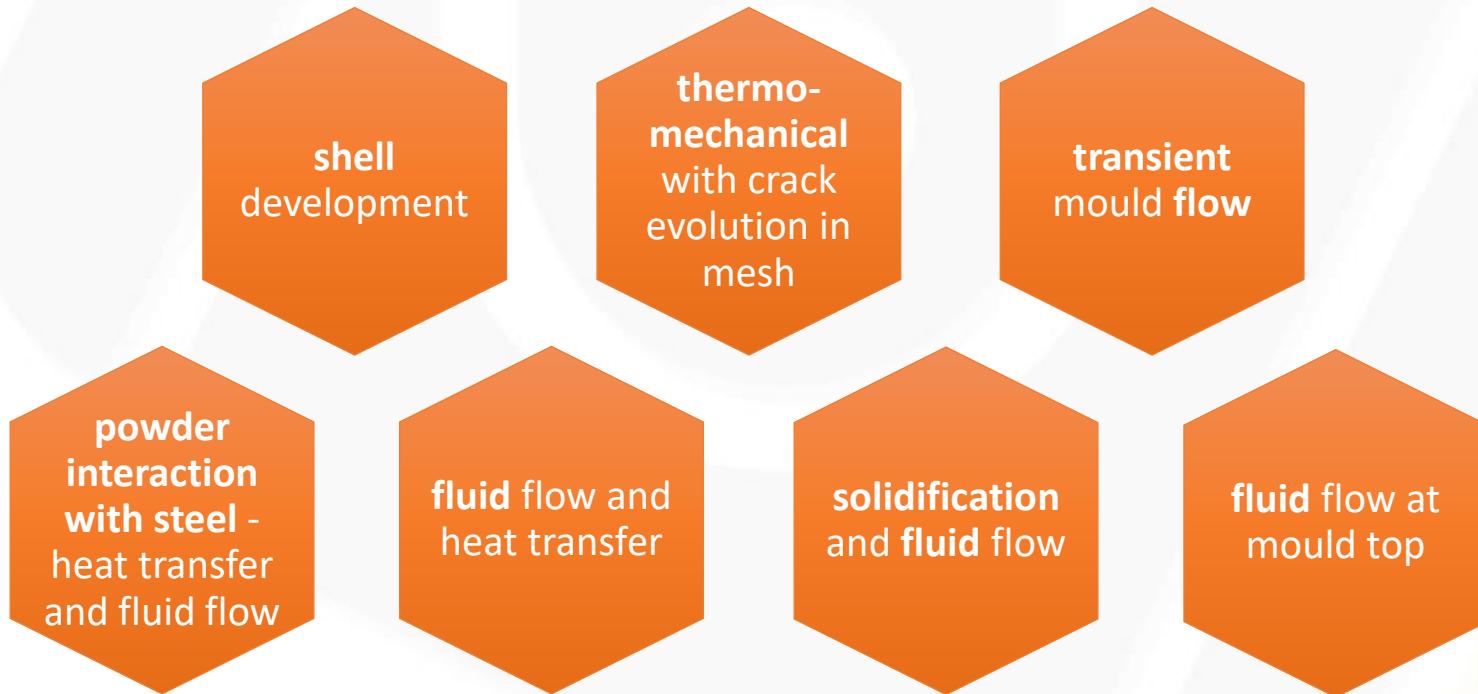 shell
development
thermo-
mechanical
with crack
evolution in
mesh
transient
mould flow
powder
interaction
with steel -
heat transfer
and fluid flow
fluid flow and
heat transfer
solidification
and fluid flow
fluid flow at
mould top